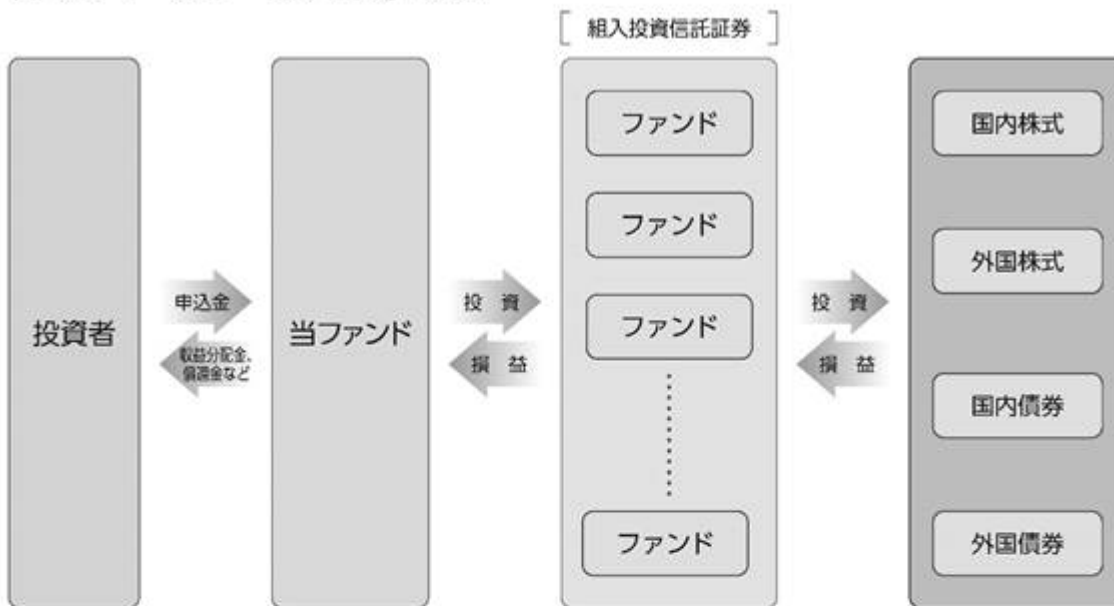 [ 組入投資信託証券 ]
投資者
申込金
収益分配金、
償還金など
当ファンド
投 資
損 益
ファンド
ファンド
ファンド
ファンド
投 資
損 益
国内株式
外国株式
国内債券
外国債券